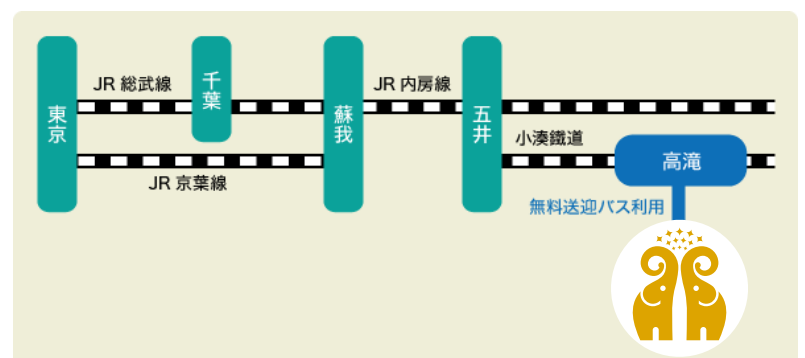 東京
JR 総武線
千葉
JR 京葉線
蘇我
JR 内房線
五井
小湊鐵道
高滝
無料送迎バス利用